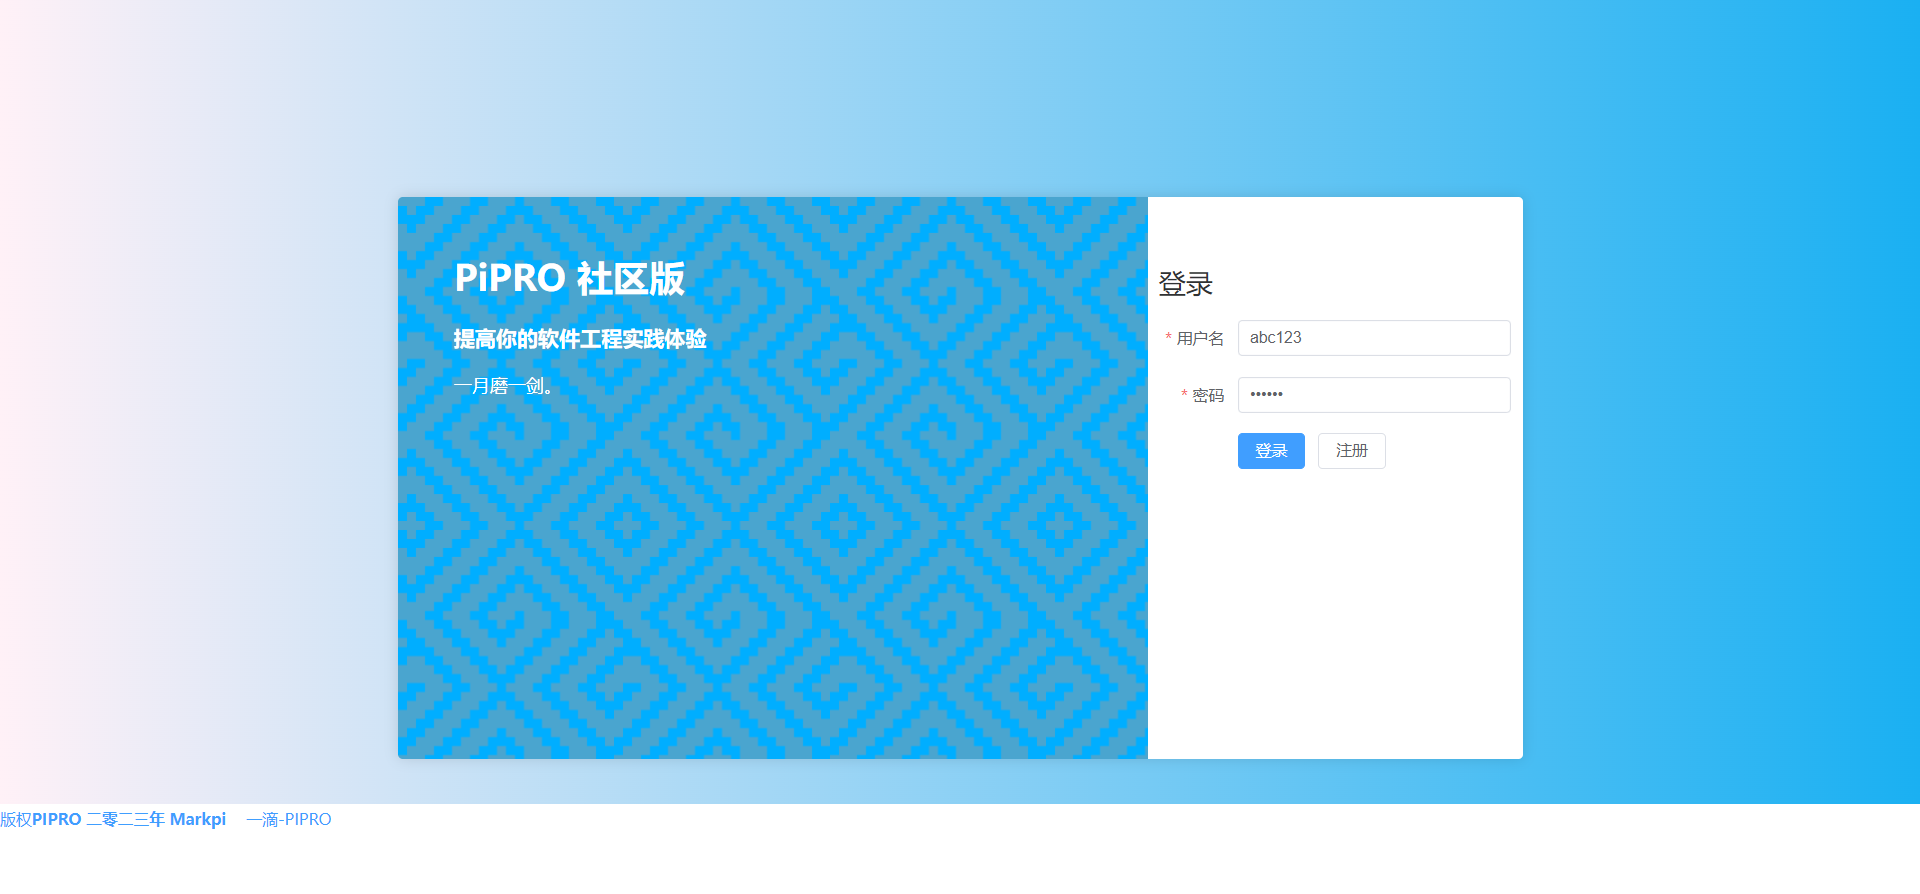 PiPRO 社区版
提高你的软件工程实践体验
一月磨一剑。
登录
* 用户名 abc123
* 密码 ••••••
登录 注册
版权PIPRO 二零二三年 Markpi 一滴-PIPRO